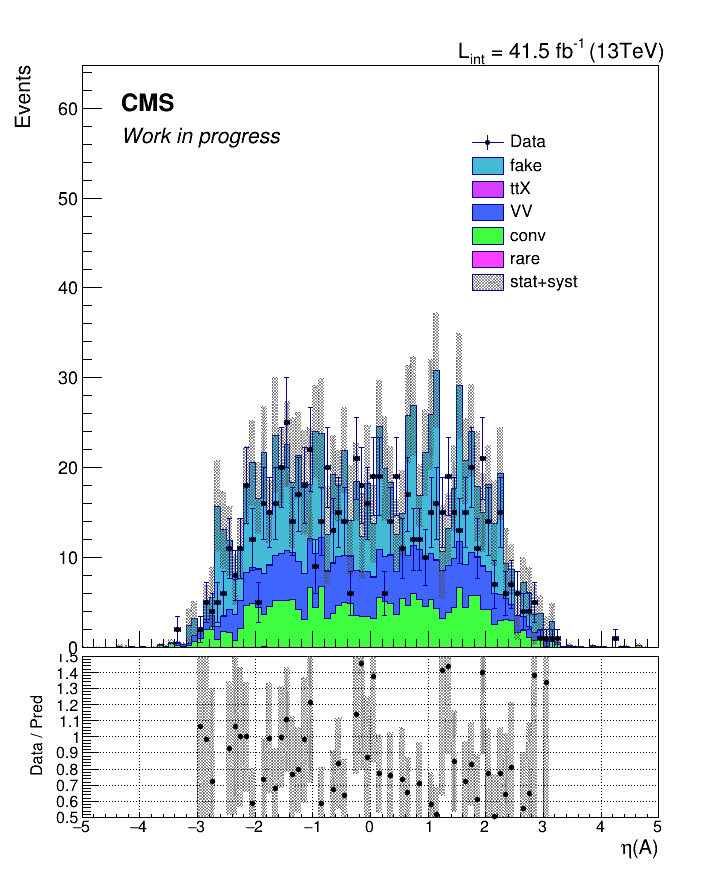 L_int = 41.5 fb^-1 (13TeV)
Events
CMS
Work in progress
Data
fake
ttX
VV
conv
rare
stat+syst
60
50
40
30
20
10
0
Data / Pred
1.5
1.4
1.3
1.2
1.1
1
0.9
0.8
0.7
0.6
0.5
−5 −4 −3 −2 −1 0 1 2 3 4 5
η(A)